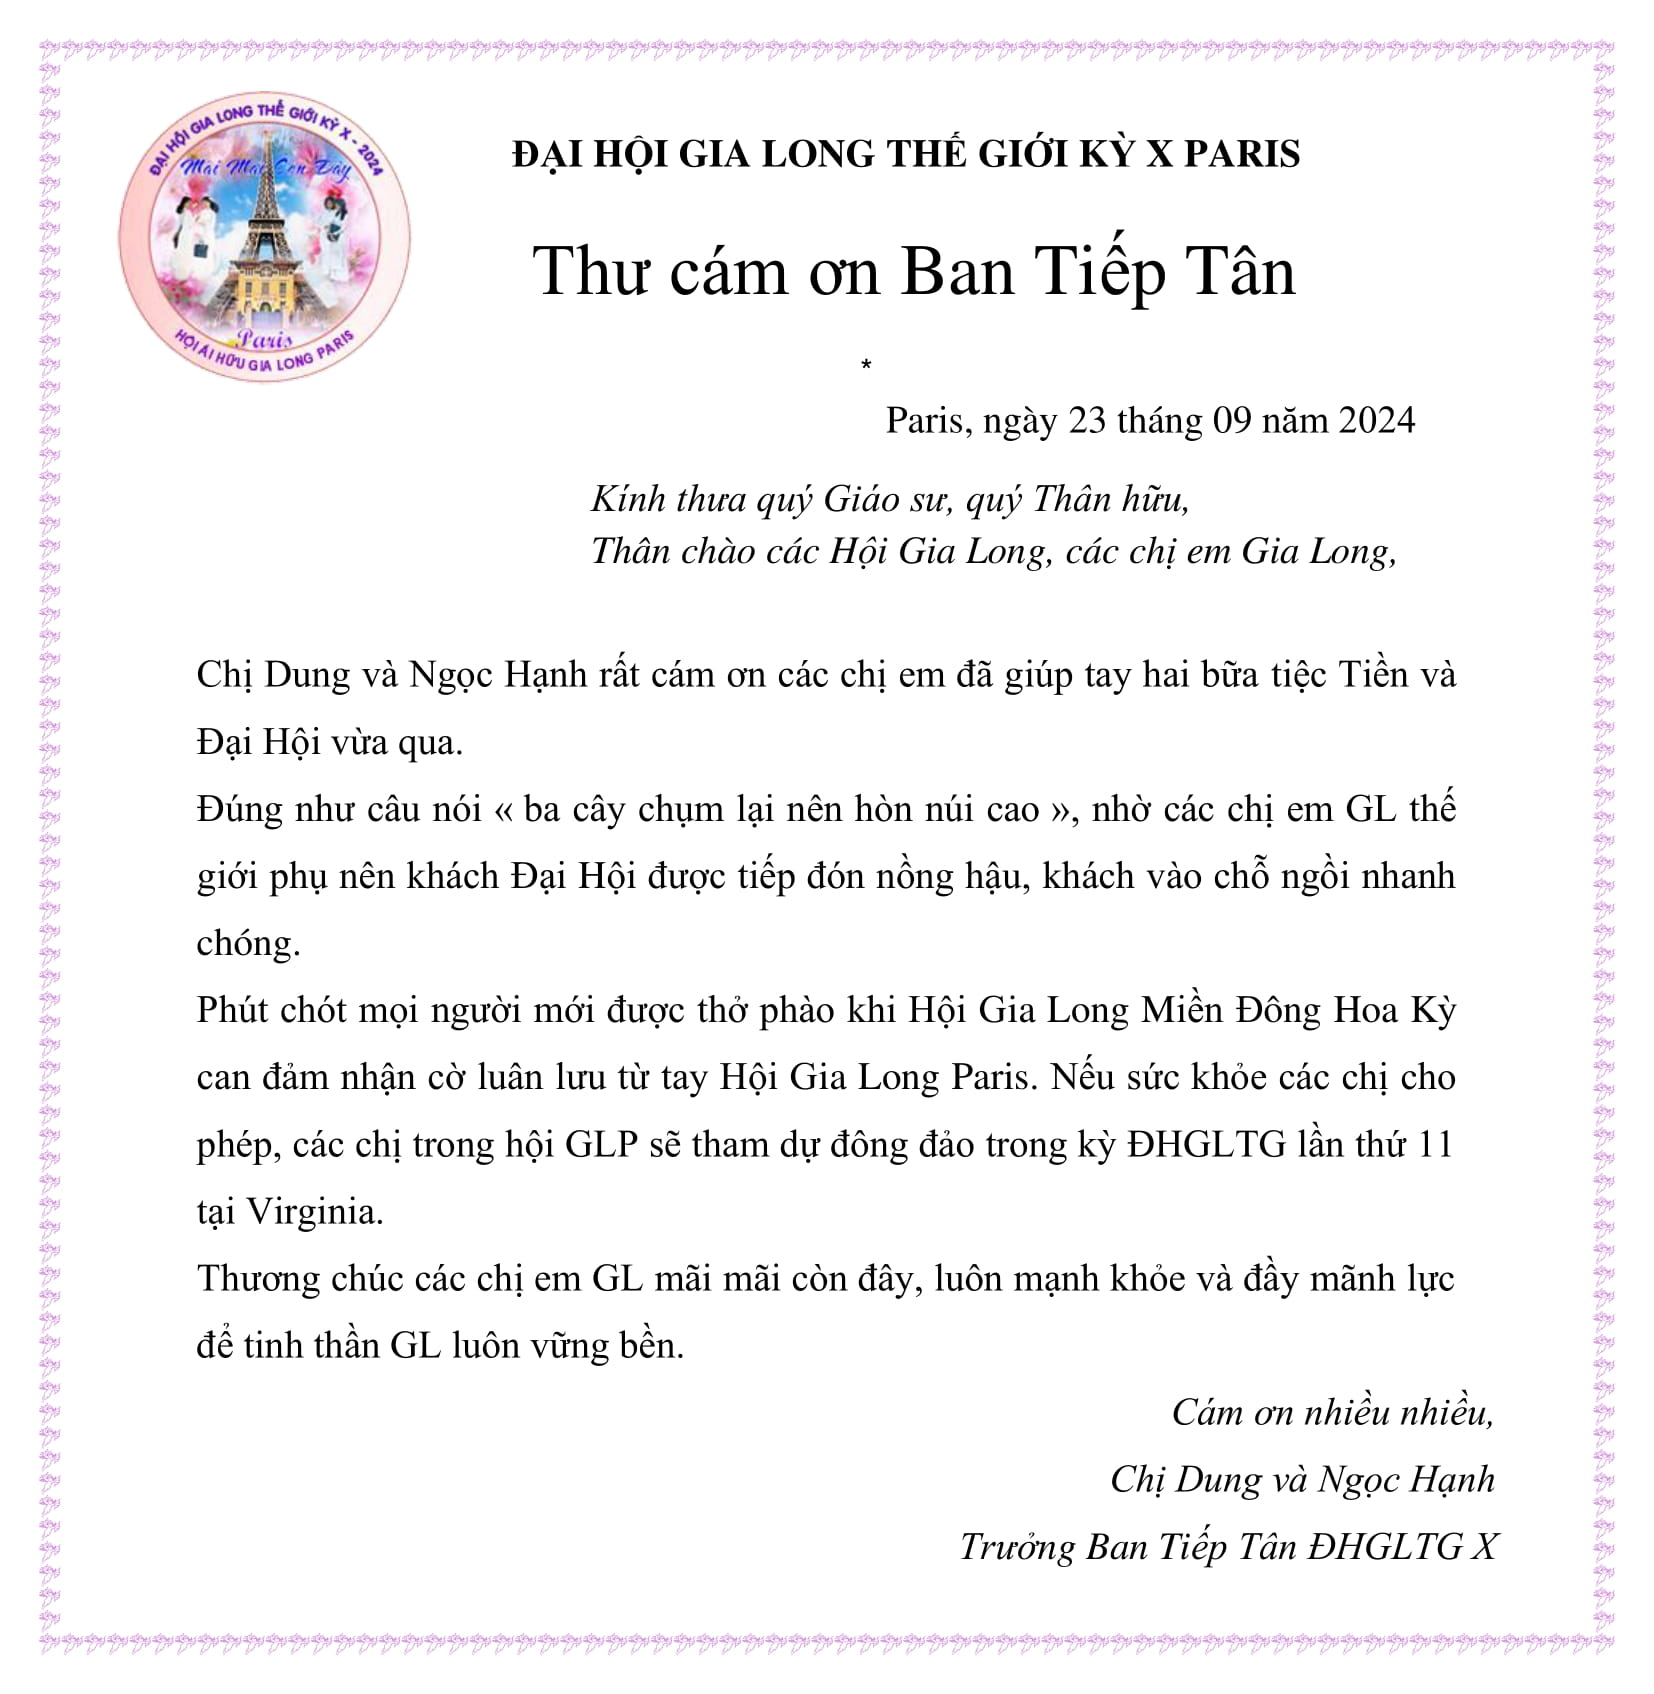 ĐẠI HỘI GIA LONG THẾ GIỚI KỲ X - 2024
Mãi Mãi Còn Đây
Paris
HỘI ÁI HỮU GIA LONG PARIS
ĐẠI HỘI GIA LONG THẾ GIỚI KỲ X PARIS
Thư cám ơn Ban Tiếp Tân
*
Paris, ngày 23 tháng 09 năm 2024
Kính thưa quý Giáo sư, quý Thân hữu,
Thân chào các Hội Gia Long, các chị em Gia Long,
Chị Dung và Ngọc Hạnh rất cám ơn các chị em đã giúp tay hai bữa tiệc Tiền và
Đại Hội vừa qua.
Đúng như câu nói « ba cây chụm lại nên hòn núi cao », nhờ các chị em GL thế
giới phụ nên khách Đại Hội được tiếp đón nồng hậu, khách vào chỗ ngồi nhanh
chóng.
Phút chót mọi người mới được thở phào khi Hội Gia Long Miền Đông Hoa Kỳ
can đảm nhận cờ luân lưu từ tay Hội Gia Long Paris. Nếu sức khỏe các chị cho
phép, các chị trong hội GLP sẽ tham dự đông đảo trong kỳ ĐHGLTG lần thứ 11
tại Virginia.
Thương chúc các chị em GL mãi mãi còn đây, luôn mạnh khỏe và đầy mãnh lực
để tinh thần GL luôn vững bền.
Cám ơn nhiều nhiều,
Chị Dung và Ngọc Hạnh
Trưởng Ban Tiếp Tân ĐHGLTG X